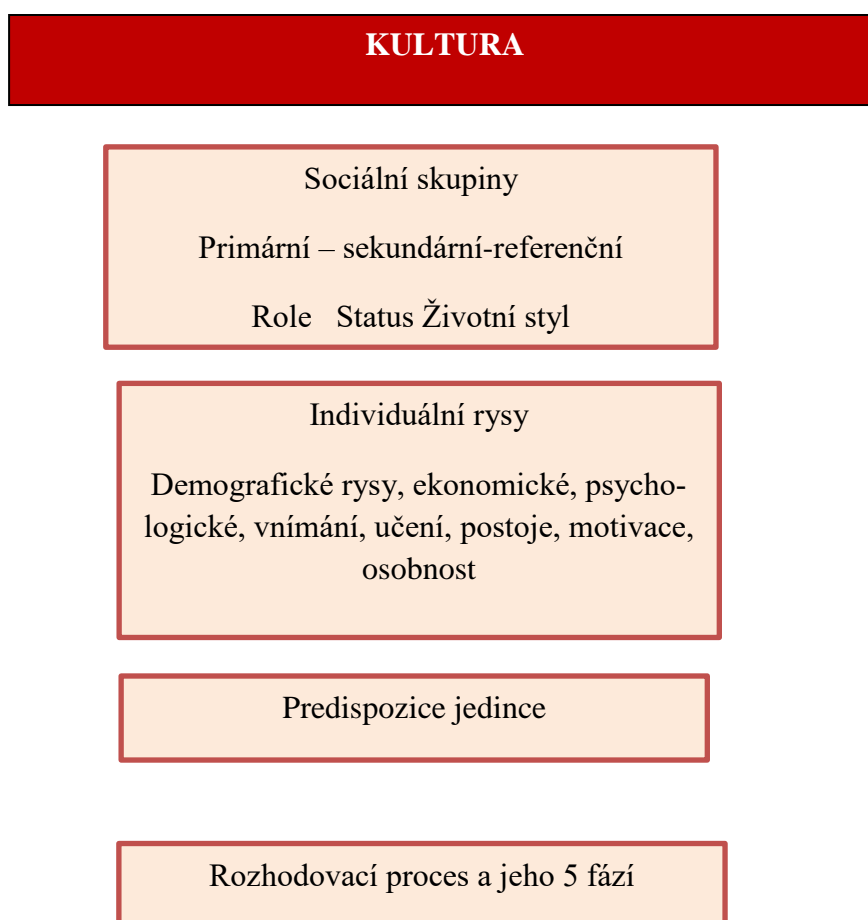 KULTURA
Sociální skupiny
Primární – sekundární-referenční
Role Status Životní styl
Individuální rysy
Demografické rysy, ekonomické, psycho-
logické, vnímání, učení, postoje, motivace,
osobnost
Predispozice jedince
Rozhodovací proces a jeho 5 fází